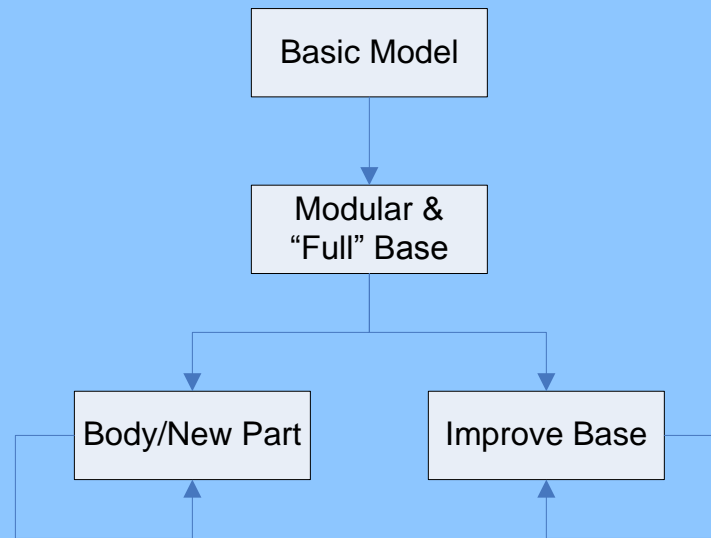 Basic Model
Modular &
“Full” Base
Body/New Part
Improve Base